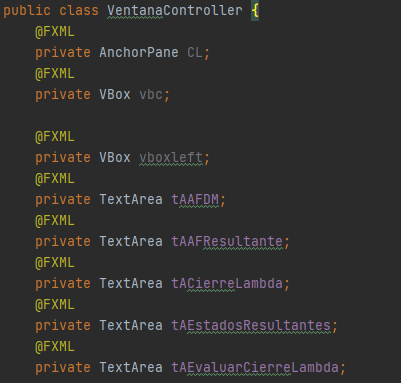 public class VentanaController {
@FXML
private AnchorPane CL;
@FXML
private VBox vbc;
@FXML
private VBox vboxleft;
@FXML
private TextArea tAAFDM;
@FXML
private TextArea tAAFResultante;
@FXML
private TextArea tACierreLambda;
@FXML
private TextArea tAEstadosResultantes;
@FXML
private TextArea tAEvaluarCierreLambda;